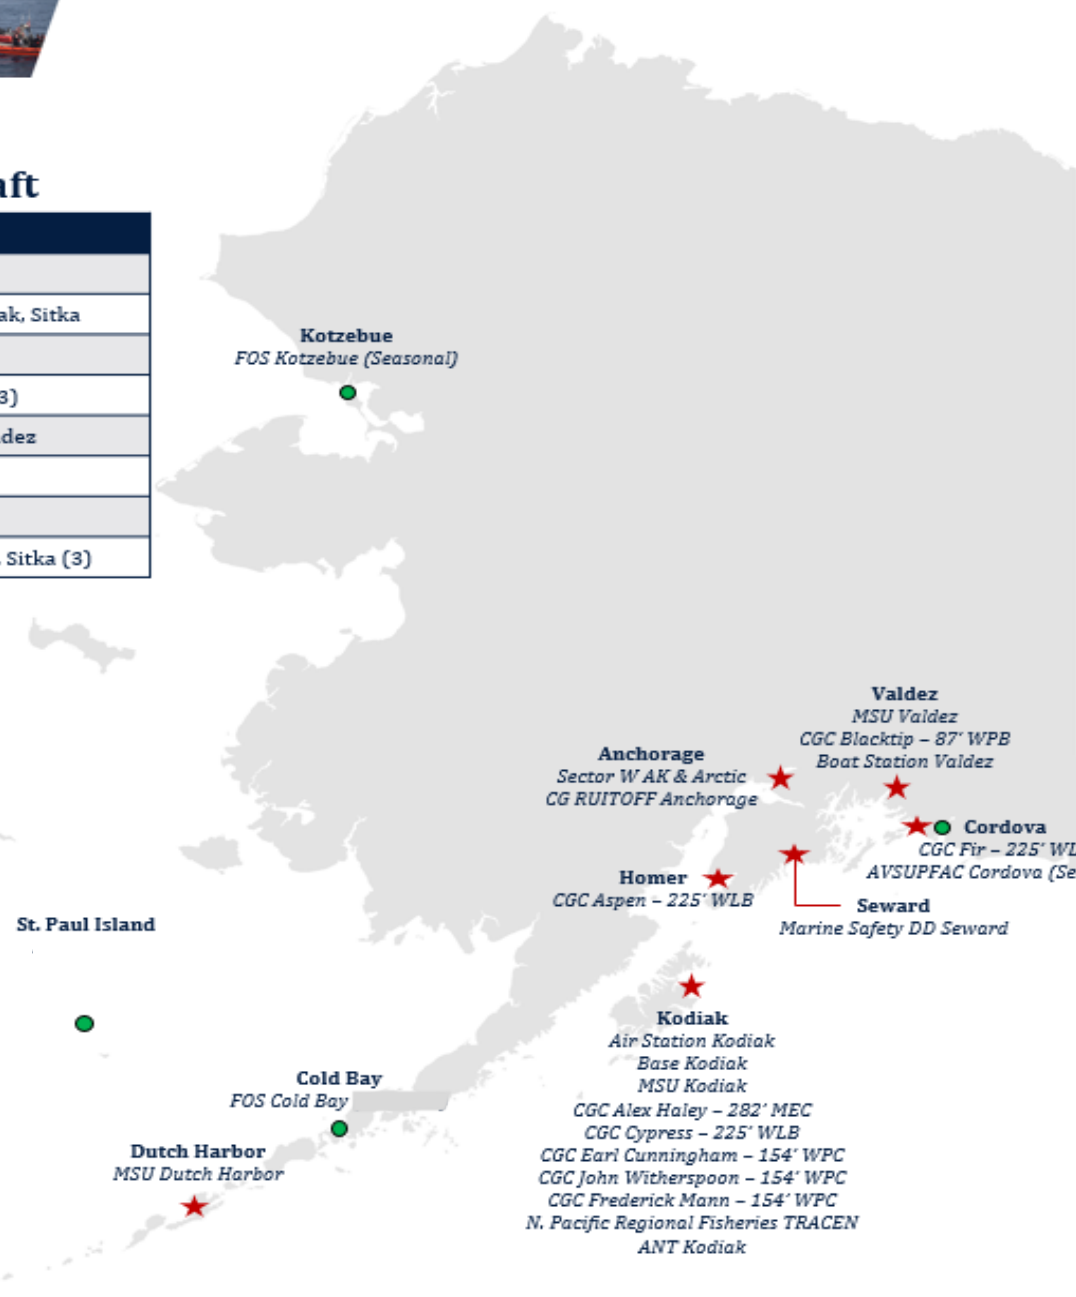 aft
ak, Sitka
3)
dez
Sitka (3)
Kotzebue
FOS Kotzebue (Seasonal)
Valdez
MSU Valdez
CGC Blacktip – 87′ WPB
Boat Station Valdez
Anchorage
Sector W AK & Arctic
CG RUITOFF Anchorage
Cordova
CGC Fir – 225′ WL
AVSUPFAC Cordova (Se
Homer
CGC Aspen – 225′ WLB
Seward
Marine Safety DD Seward
St. Paul Island
Kodiak
Air Station Kodiak
Base Kodiak
MSU Kodiak
CGC Alex Haley – 282′ MEC
CGC Cypress – 225′ WLB
CGC Earl Cunningham – 154′ WPC
CGC John Witherspoon – 154′ WPC
CGC Frederick Mann – 154′ WPC
N. Pacific Regional Fisheries TRACEN
ANT Kodiak
Cold Bay
FOS Cold Bay
Dutch Harbor
MSU Dutch Harbor